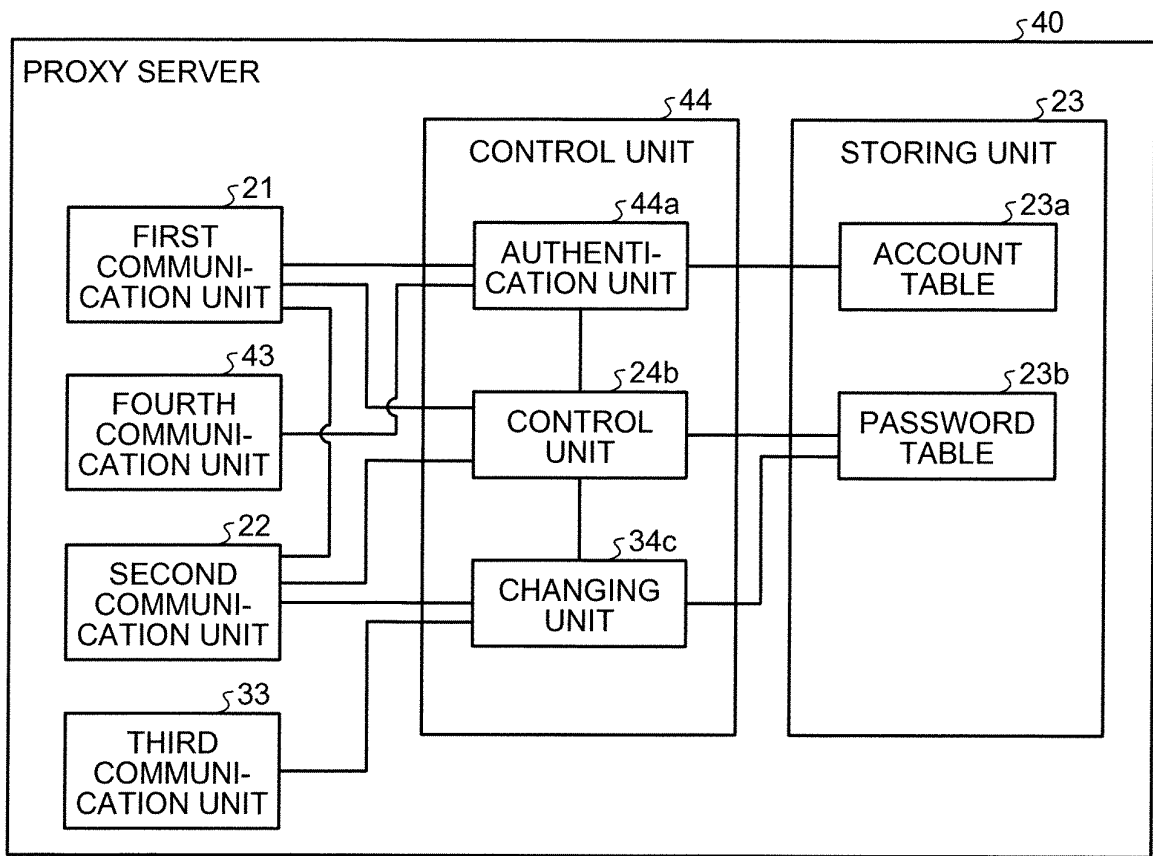 40
PROXY SERVER
44
CONTROL UNIT
23
STORING UNIT
21
FIRST
COMMUNI-
CATION UNIT
44a
AUTHENTI-
CATION UNIT
23a
ACCOUNT
TABLE
43
FOURTH
COMMUNI-
CATION UNIT
24b
CONTROL
UNIT
23b
PASSWORD
TABLE
22
SECOND
COMMUNI-
CATION UNIT
34c
CHANGING
UNIT
33
THIRD
COMMUNI-
CATION UNIT